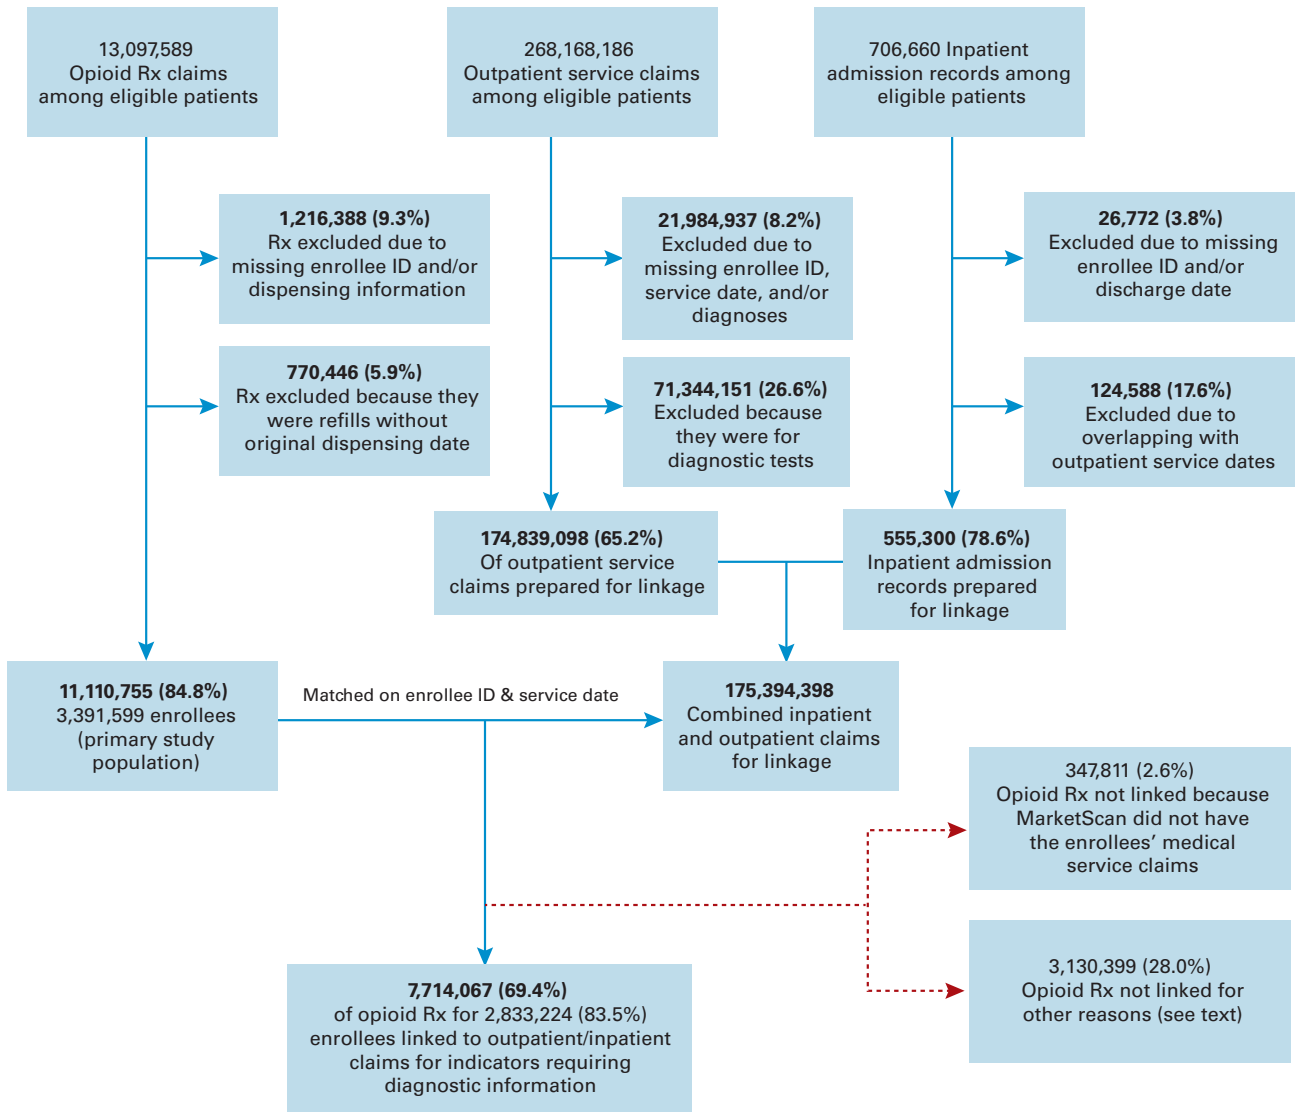 13,097,589
Opioid Rx claims
among eligible patients
268,168,186
Outpatient service claims
among eligible patients
706,660 Inpatient
admission records among
eligible patients
1,216,388 (9.3%)
Rx excluded due to
missing enrollee ID and/or
dispensing information
21,984,937 (8.2%)
Excluded due to
missing enrollee ID,
service date, and/or
diagnoses
26,772 (3.8%)
Excluded due to missing
enrollee ID and/or
discharge date
770,446 (5.9%)
Rx excluded because they
were refills without
original dispensing date
71,344,151 (26.6%)
Excluded because
they were for
diagnostic tests
124,588 (17.6%)
Excluded due to
overlapping with
outpatient service dates
174,839,098 (65.2%)
Of outpatient service
claims prepared for linkage
555,300 (78.6%)
Inpatient admission
records prepared
for linkage
11,110,755 (84.8%)
3,391,599 enrollees
(primary study
population)
Matched on enrollee ID & service date
175,394,398
Combined inpatient
and outpatient claims
for linkage
347,811 (2.6%)
Opioid Rx not linked because
MarketScan did not have
the enrollees’ medical
service claims
3,130,399 (28.0%)
Opioid Rx not linked for
other reasons (see text)
7,714,067 (69.4%)
of opioid Rx for 2,833,224 (83.5%)
enrollees linked to outpatient/inpatient
claims for indicators requiring
diagnostic information